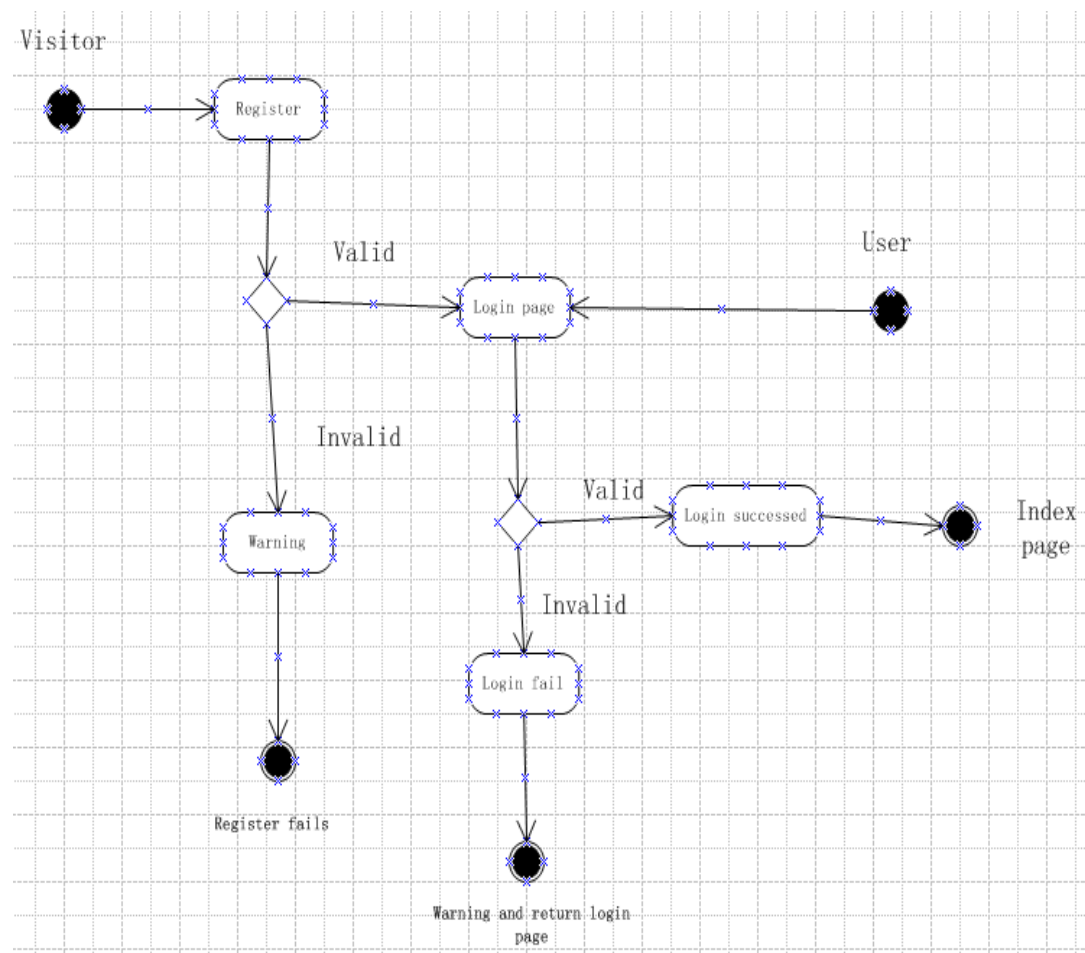 Visitor
Register
Valid
User
Login page
Invalid
Valid
Login successed
Index
page
Warning
Invalid
Login fail
Register fails
Warning and return login
page